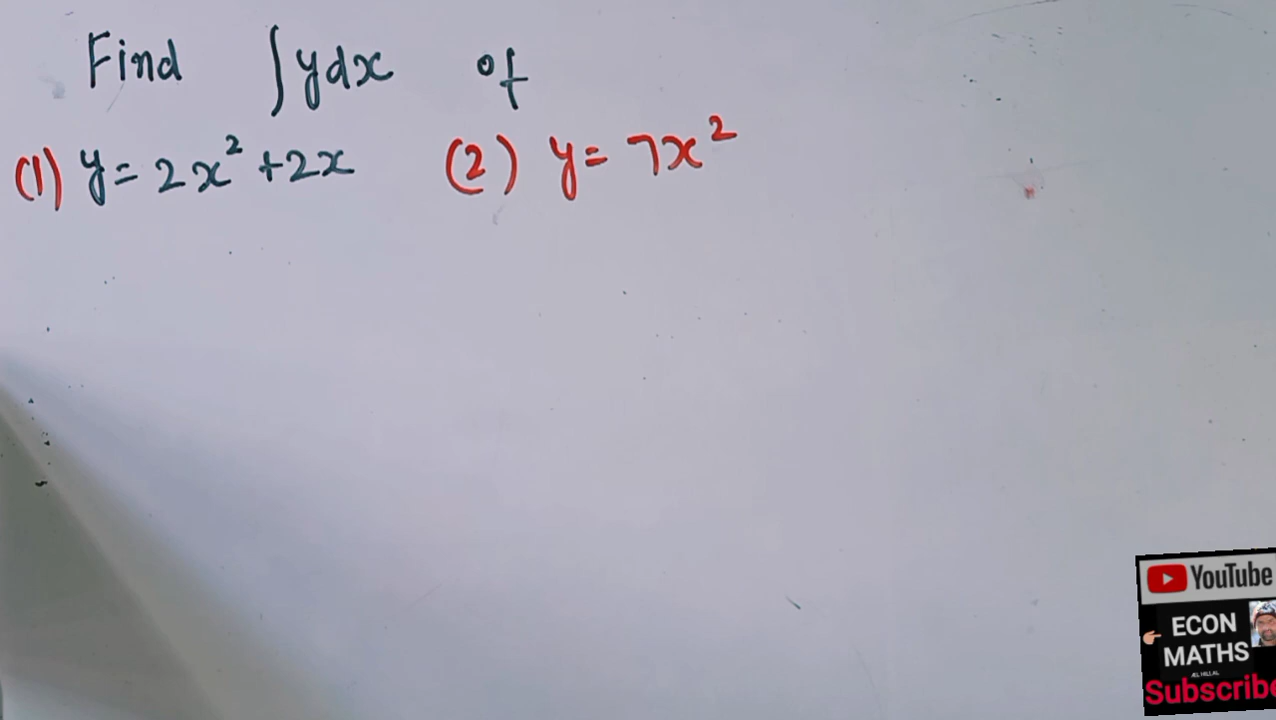 Find ∫ydx of
(1) y = 2x² + 2x (2) y = 7x²
YouTube
ECON
MATHS
Subscribe